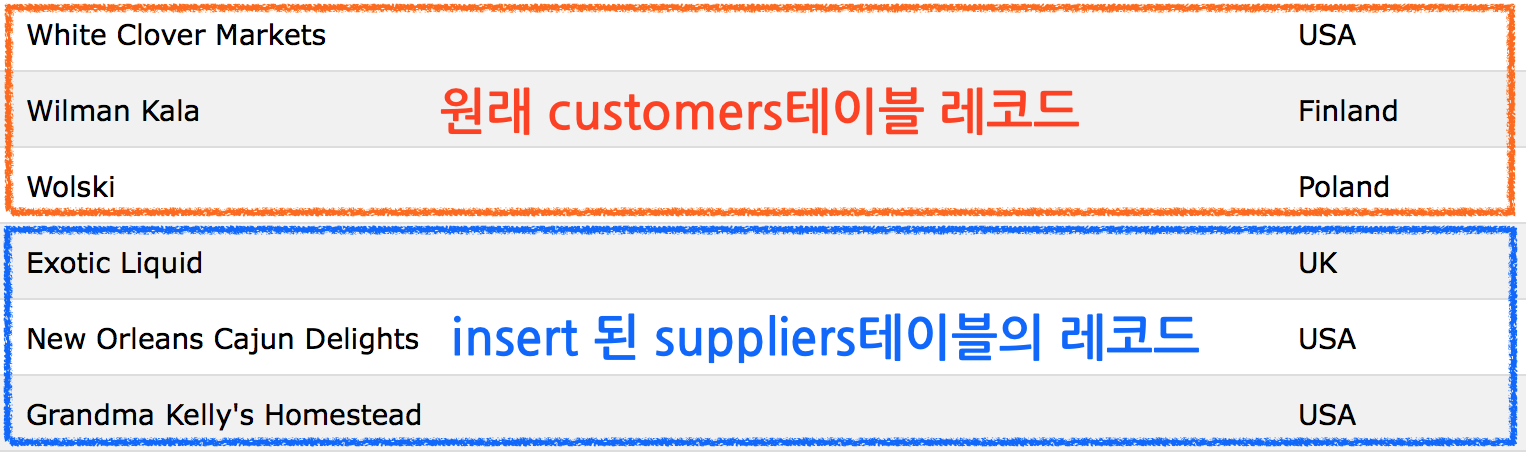 White Clover Markets USA
Wilman Kala 원래 customers테이블 레코드 Finland
Wolski Poland
Exotic Liquid UK
New Orleans Cajun Delights insert 된 suppliers테이블의 레코드 USA
Grandma Kelly's Homestead USA